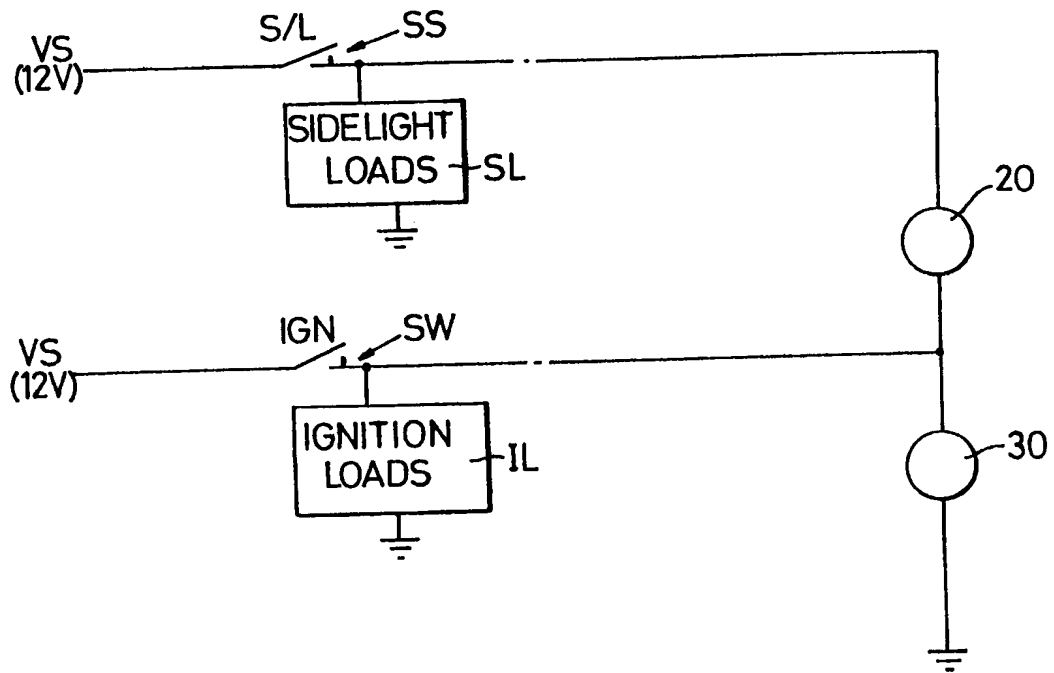 S/L
SS
VS
(12V)
SIDELIGHT
LOADS
SL
20
IGN
SW
VS
(12V)
IGNITION
LOADS
IL
30